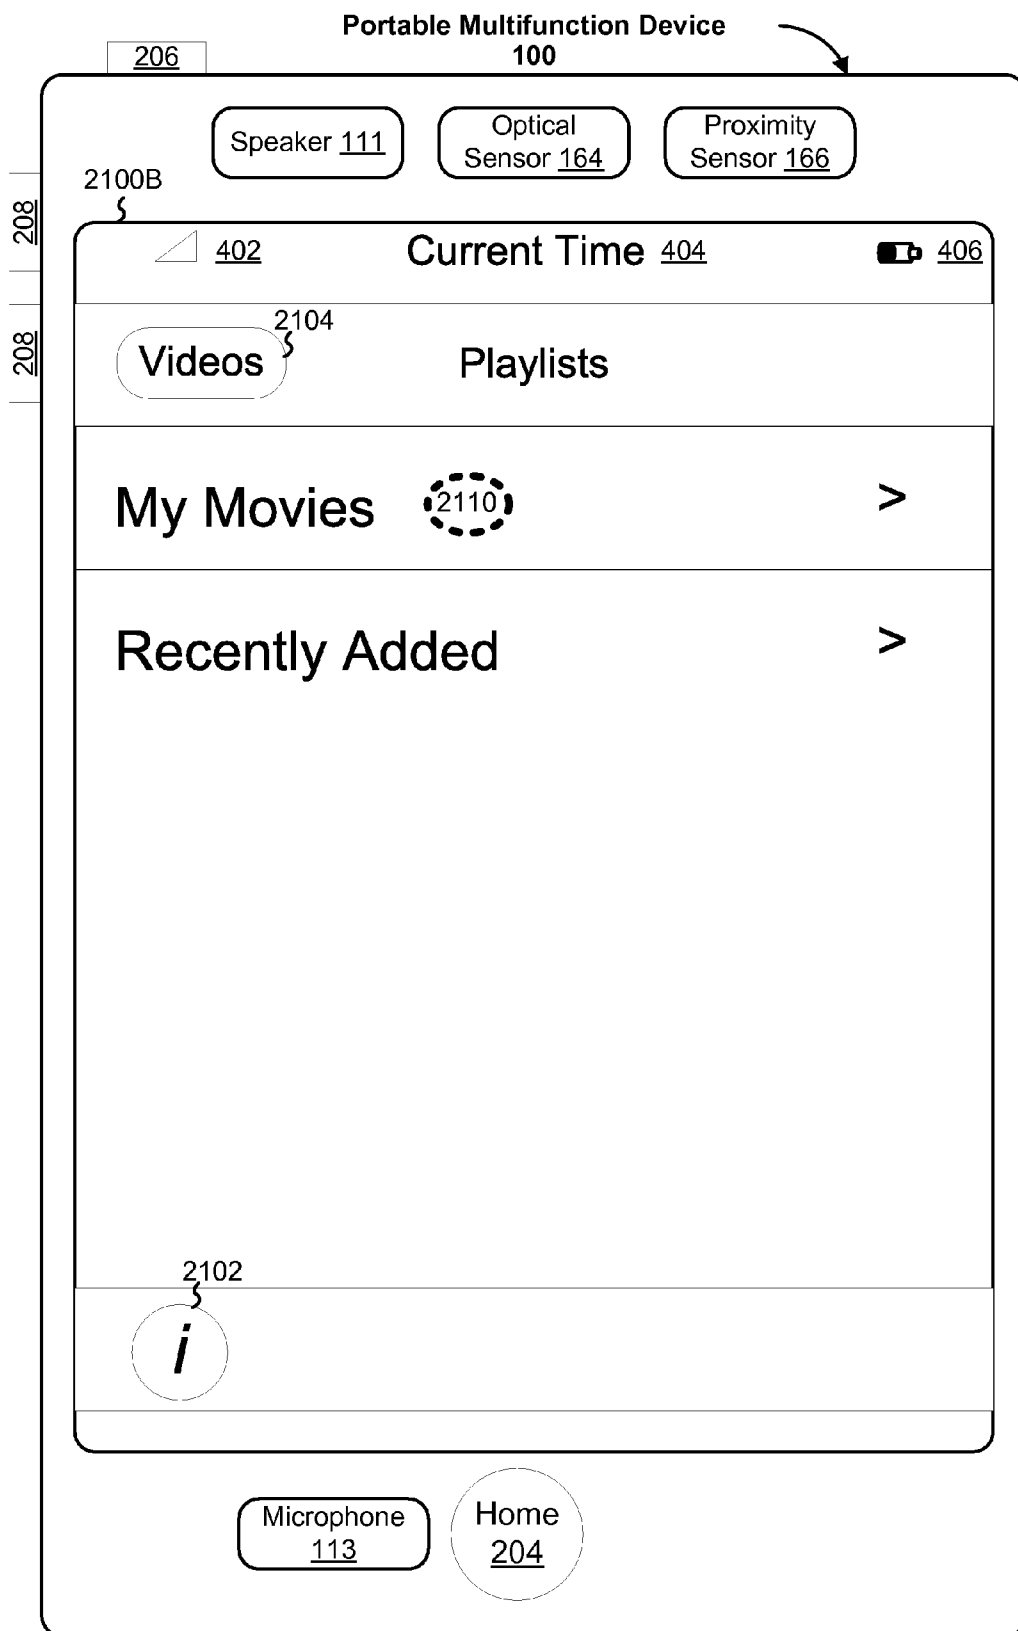 Portable Multifunction Device
100
206
Speaker 111
Optical
Sensor 164
Proximity
Sensor 166
2100B
208
402
Current Time 404
406
2104
208
Videos
Playlists
My Movies
2110
>
Recently Added
>
2102
i
Microphone
113
Home
204